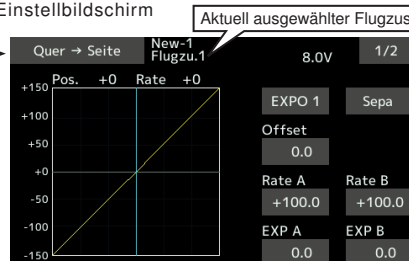 Einstellbildschirm
Aktuell ausgewählter Flugzus
Quer → Seite New-1 8.0V 1/2
Flugzu.1
Pos. +0 Rate +0
+150
+100
+50
+0
-50
-100
-150
EXPO 1 Sepa
Offset
0.0
Rate A Rate B
+100.0 +100.0
EXP A EXP B
0.0 0.0